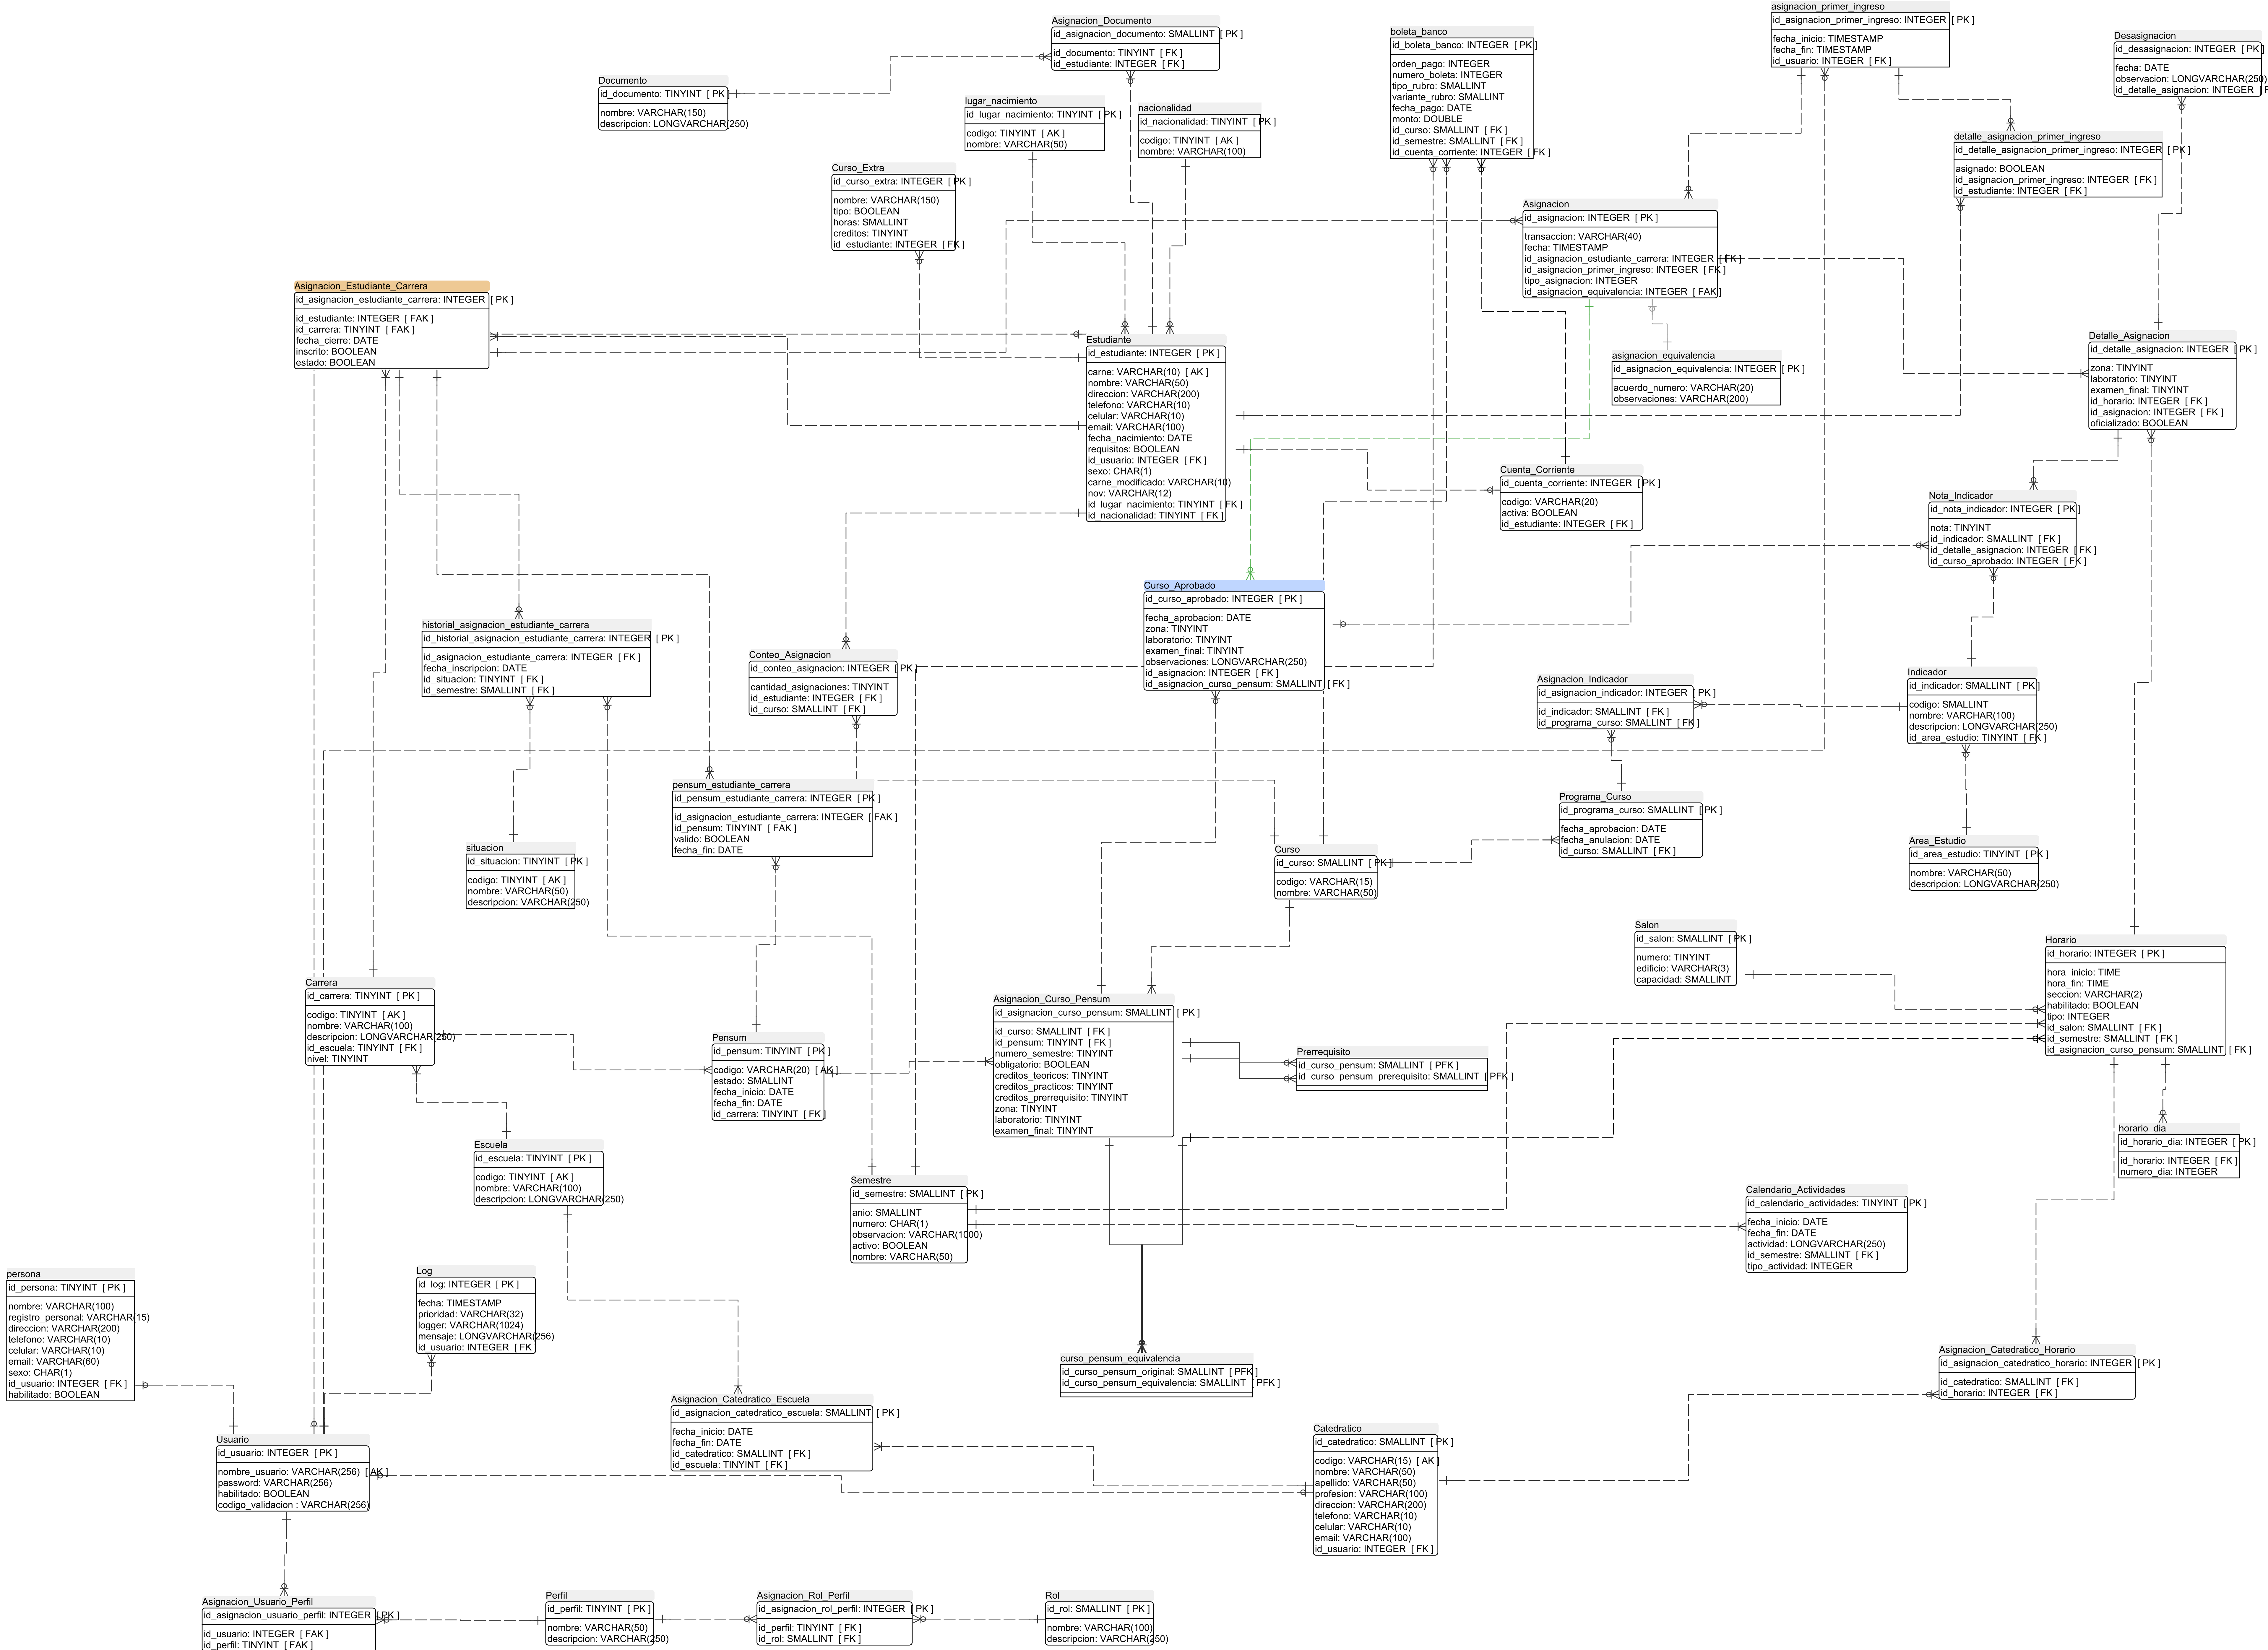 asignacion_primer_ingreso
id_asignacion_primer_ingreso: INTEGER [ PK ]
fecha_inicio: TIMESTAMP
fecha_fin: TIMESTAMP
id_usuario: INTEGER [ FK ]
Asignacion_Documento
id_asignacion_documento: SMALLINT [ PK ]
id_documento: TINYINT [ FK ]
id_estudiante: INTEGER [ FK ]
boleta_banco
id_boleta_banco: INTEGER [ PK ]
orden_pago: INTEGER
numero_boleta: INTEGER
tipo_rubro: SMALLINT
variante_rubro: SMALLINT
fecha_pago: DATE
monto: DOUBLE
id_curso: SMALLINT [ FK ]
id_semestre: SMALLINT [ FK ]
id_cuenta_corriente: INTEGER [ FK ]
Desasignacion
id_desasignacion: INTEGER [ PK ]
fecha: DATE
observacion: LONGVARCHAR(250)
id_detalle_asignacion: INTEGER [ F
Documento
id_documento: TINYINT [ PK ]
nombre: VARCHAR(150)
descripcion: LONGVARCHAR(250)
lugar_nacimiento
id_lugar_nacimiento: TINYINT [ PK ]
codigo: TINYINT [ AK ]
nombre: VARCHAR(50)
nacionalidad
id_nacionalidad: TINYINT [ PK ]
codigo: TINYINT [ AK ]
nombre: VARCHAR(100)
detalle_asignacion_primer_ingreso
id_detalle_asignacion_primer_ingreso: INTEGER [ PK ]
asignado: BOOLEAN
id_asignacion_primer_ingreso: INTEGER [ FK ]
id_estudiante: INTEGER [ FK ]
Curso_Extra
id_curso_extra: INTEGER [ PK ]
nombre: VARCHAR(150)
tipo: BOOLEAN
horas: SMALLINT
creditos: TINYINT
id_estudiante: INTEGER [ FK ]
Asignacion
id_asignacion: INTEGER [ PK ]
transaccion: VARCHAR(40)
fecha: TIMESTAMP
id_asignacion_estudiante_carrera: INTEGER [ FK ]
id_asignacion_primer_ingreso: INTEGER [ FK ]
tipo_asignacion: INTEGER
id_asignacion_equivalencia: INTEGER [ FAK ]
Asignacion_Estudiante_Carrera
id_asignacion_estudiante_carrera: INTEGER [ PK ]
id_estudiante: INTEGER [ FAK ]
id_carrera: TINYINT [ FAK ]
fecha_cierre: DATE
inscrito: BOOLEAN
estado: BOOLEAN
Estudiante
id_estudiante: INTEGER [ PK ]
carne: VARCHAR(10) [ AK ]
nombre: VARCHAR(50)
direccion: VARCHAR(200)
telefono: VARCHAR(10)
celular: VARCHAR(10)
email: VARCHAR(100)
fecha_nacimiento: DATE
requisitos: BOOLEAN
id_usuario: INTEGER [ FK ]
sexo: CHAR(1)
carne_modificado: VARCHAR(10)
nov: VARCHAR(12)
id_lugar_nacimiento: TINYINT [ FK ]
id_nacionalidad: TINYINT [ FK ]
asignacion_equivalencia
id_asignacion_equivalencia: INTEGER [ PK ]
acuerdo_numero: VARCHAR(20)
observaciones: VARCHAR(200)
Detalle_Asignacion
id_detalle_asignacion: INTEGER [ PK ]
zona: TINYINT
laboratorio: TINYINT
examen_final: TINYINT
id_horario: INTEGER [ FK ]
id_asignacion: INTEGER [ FK ]
oficializado: BOOLEAN
Cuenta_Corriente
id_cuenta_corriente: INTEGER [ PK ]
codigo: VARCHAR(20)
activa: BOOLEAN
id_estudiante: INTEGER [ FK ]
Nota_Indicador
id_nota_indicador: INTEGER [ PK ]
nota: TINYINT
id_indicador: SMALLINT [ FK ]
id_detalle_asignacion: INTEGER [ FK ]
id_curso_aprobado: INTEGER [ FK ]
Curso_Aprobado
id_curso_aprobado: INTEGER [ PK ]
fecha_aprobacion: DATE
zona: TINYINT
laboratorio: TINYINT
examen_final: TINYINT
observaciones: LONGVARCHAR(250)
id_asignacion: INTEGER [ FK ]
id_asignacion_curso_pensum: SMALLINT [ FK ]
historial_asignacion_estudiante_carrera
id_historial_asignacion_estudiante_carrera: INTEGER [ PK ]
id_asignacion_estudiante_carrera: INTEGER [ FK ]
fecha_inscripcion: DATE
id_situacion: TINYINT [ FK ]
id_semestre: SMALLINT [ FK ]
Conteo_Asignacion
id_conteo_asignacion: INTEGER [ PK ]
cantidad_asignaciones: TINYINT
id_estudiante: INTEGER [ FK ]
id_curso: SMALLINT [ FK ]
Asignacion_Indicador
id_asignacion_indicador: INTEGER [ PK ]
id_indicador: SMALLINT [ FK ]
id_programa_curso: SMALLINT [ FK ]
Indicador
id_indicador: SMALLINT [ PK ]
codigo: SMALLINT
nombre: VARCHAR(100)
descripcion: LONGVARCHAR(250)
id_area_estudio: TINYINT [ FK ]
pensum_estudiante_carrera
id_pensum_estudiante_carrera: INTEGER [ PK ]
id_asignacion_estudiante_carrera: INTEGER [ FAK ]
id_pensum: TINYINT [ FAK ]
valido: BOOLEAN
fecha_fin: DATE
Programa_Curso
id_programa_curso: SMALLINT [ PK ]
fecha_aprobacion: DATE
fecha_anulacion: DATE
id_curso: SMALLINT [ FK ]
situacion
id_situacion: TINYINT [ PK ]
codigo: TINYINT [ AK ]
nombre: VARCHAR(50)
descripcion: VARCHAR(250)
Curso
id_curso: SMALLINT [ PK ]
codigo: VARCHAR(15)
nombre: VARCHAR(50)
Area_Estudio
id_area_estudio: TINYINT [ PK ]
nombre: VARCHAR(50)
descripcion: LONGVARCHAR(250)
Salon
id_salon: SMALLINT [ PK ]
numero: TINYINT
edificio: VARCHAR(3)
capacidad: SMALLINT
Horario
id_horario: INTEGER [ PK ]
hora_inicio: TIME
hora_fin: TIME
seccion: VARCHAR(2)
habilitado: BOOLEAN
tipo: INTEGER
id_salon: SMALLINT [ FK ]
id_semestre: SMALLINT [ FK ]
id_asignacion_curso_pensum: SMALLINT [ FK ]
Carrera
id_carrera: TINYINT [ PK ]
codigo: TINYINT [ AK ]
nombre: VARCHAR(100)
descripcion: LONGVARCHAR(250)
id_escuela: TINYINT [ FK ]
nivel: TINYINT
Asignacion_Curso_Pensum
id_asignacion_curso_pensum: SMALLINT [ PK ]
id_curso: SMALLINT [ FK ]
id_pensum: TINYINT [ FK ]
numero_semestre: TINYINT
obligatorio: BOOLEAN
creditos_teoricos: TINYINT
creditos_practicos: TINYINT
creditos_prerrequisito: TINYINT
zona: TINYINT
laboratorio: TINYINT
examen_final: TINYINT
Pensum
id_pensum: TINYINT [ PK ]
codigo: VARCHAR(20) [ AK ]
estado: SMALLINT
fecha_inicio: DATE
fecha_fin: DATE
id_carrera: TINYINT [ FK ]
Prerrequisito
id_curso_pensum: SMALLINT [ PFK ]
id_curso_pensum_prerequisito: SMALLINT [ PFK ]
horario_dia
id_horario_dia: INTEGER [ PK ]
id_horario: INTEGER [ FK ]
numero_dia: INTEGER
Escuela
id_escuela: TINYINT [ PK ]
codigo: TINYINT [ AK ]
nombre: VARCHAR(100)
descripcion: LONGVARCHAR(250)
Semestre
id_semestre: SMALLINT [ PK ]
anio: SMALLINT
numero: CHAR(1)
observacion: VARCHAR(1000)
activo: BOOLEAN
nombre: VARCHAR(50)
Calendario_Actividades
id_calendario_actividades: TINYINT [ PK ]
fecha_inicio: DATE
fecha_fin: DATE
actividad: LONGVARCHAR(250)
id_semestre: SMALLINT [ FK ]
tipo_actividad: INTEGER
persona
id_persona: TINYINT [ PK ]
nombre: VARCHAR(100)
registro_personal: VARCHAR(15)
direccion: VARCHAR(200)
telefono: VARCHAR(10)
celular: VARCHAR(10)
email: VARCHAR(60)
sexo: CHAR(1)
id_usuario: INTEGER [ FK ]
habilitado: BOOLEAN
Log
id_log: INTEGER [ PK ]
fecha: TIMESTAMP
prioridad: VARCHAR(32)
logger: VARCHAR(1024)
mensaje: LONGVARCHAR(256)
id_usuario: INTEGER [ FK ]
curso_pensum_equivalencia
id_curso_pensum_original: SMALLINT [ PFK ]
id_curso_pensum_equivalencia: SMALLINT [ PFK ]
Asignacion_Catedratico_Horario
id_asignacion_catedratico_horario: INTEGER [ PK ]
id_catedratico: SMALLINT [ FK ]
id_horario: INTEGER [ FK ]
Asignacion_Catedratico_Escuela
id_asignacion_catedratico_escuela: SMALLINT [ PK ]
fecha_inicio: DATE
fecha_fin: DATE
id_catedratico: SMALLINT [ FK ]
id_escuela: TINYINT [ FK ]
Catedratico
id_catedratico: SMALLINT [ PK ]
codigo: VARCHAR(15) [ AK ]
nombre: VARCHAR(50)
apellido: VARCHAR(50)
profesion: VARCHAR(100)
direccion: VARCHAR(200)
telefono: VARCHAR(10)
celular: VARCHAR(10)
email: VARCHAR(100)
id_usuario: INTEGER [ FK ]
Usuario
id_usuario: INTEGER [ PK ]
nombre_usuario: VARCHAR(256) [ AK ]
password: VARCHAR(256)
habilitado: BOOLEAN
codigo_validacion : VARCHAR(256)
Asignacion_Usuario_Perfil
id_asignacion_usuario_perfil: INTEGER [ PK ]
id_usuario: INTEGER [ FAK ]
id_perfil: TINYINT [ FAK ]
Perfil
id_perfil: TINYINT [ PK ]
nombre: VARCHAR(50)
descripcion: VARCHAR(250)
Asignacion_Rol_Perfil
id_asignacion_rol_perfil: INTEGER [ PK ]
id_perfil: TINYINT [ FK ]
id_rol: SMALLINT [ FK ]
Rol
id_rol: SMALLINT [ PK ]
nombre: VARCHAR(100)
descripcion: VARCHAR(250)